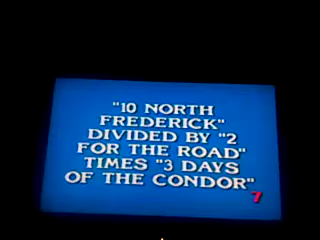 "10 NORTH
FREDERICK"
DIVIDED BY "2
FOR THE ROAD"
TIMES "3 DAYS
OF THE CONDOR"
7